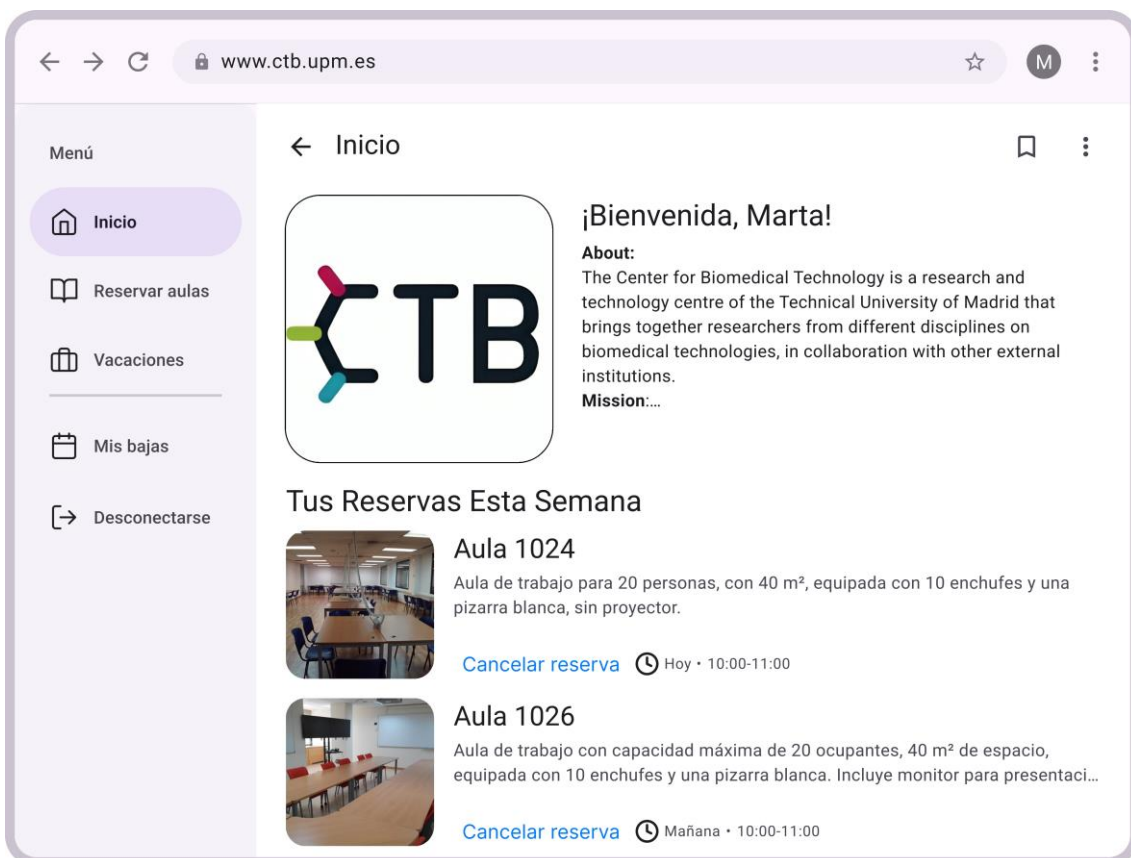 www.ctb.upm.es
M
Menú
Inicio
Reservar aulas
Vacaciones
Mis bajas
Desconectarse
Inicio
CTB
¡Bienvenida, Marta!
About:
The Center for Biomedical Technology is a research and
technology centre of the Technical University of Madrid that
brings together researchers from different disciplines on
biomedical technologies, in collaboration with other external
institutions.
Mission:...
Tus Reservas Esta Semana
Aula 1024
Aula de trabajo para 20 personas, con 40 m², equipada con 10 enchufes y una
pizarra blanca, sin proyector.
Cancelar reserva Hoy • 10:00-11:00
Aula 1026
Aula de trabajo con capacidad máxima de 20 ocupantes, 40 m² de espacio,
equipada con 10 enchufes y una pizarra blanca. Incluye monitor para presentaci...
Cancelar reserva Mañana • 10:00-11:00